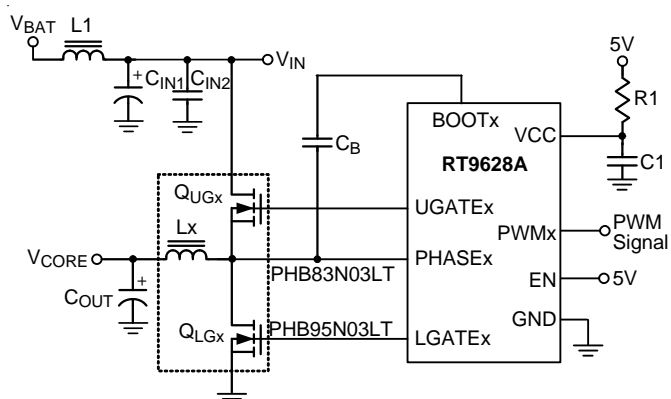 VBAT
L1
CIN1
CIN2
VIN
5V
R1
BOOTx
VCC
CB
C1
RT9628A
QUGx
UGATEx
PWMx
PWM
Signal
Lx
VCORE
PHASEx
PHB83N03LT
EN
5V
COUT
GND
QLGx
PHB95N03LT
LGATEx